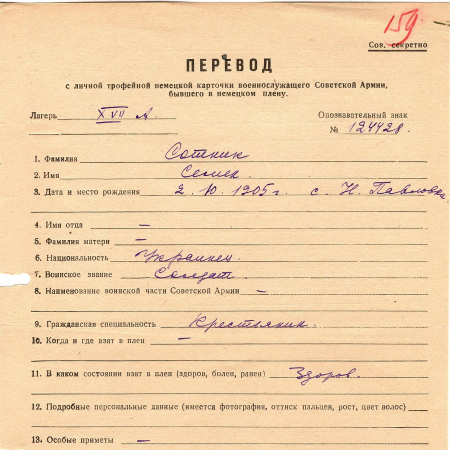 159
Сов. секретно
ПЕРЕВОД
с личной трофейной немецкой карточки военнослужащего Советской Армии,
бывшего в немецком плену.
Лагерь XVII А. Опознавательный знак
№ 124428.
1. Фамилия Сотник
2. Имя Семен
3. Дата и место рождения 2.10.1905 г. с. Н. Павловка
4. Имя отца —
5. Фамилия матери —
6. Национальность Украинец
7. Воинское звание Солдат
8. Наименование воинской части Советской Армии —
9. Гражданская специальность Крестьянин.
10. Когда и где взят в плен —
11. В каком состоянии взят в плен (здоров, болен, ранен) Здоров.
12. Подробные персональные данные (имеется фотография, оттиск пальцев, рост, цвет волос)
13. Особые приметы —